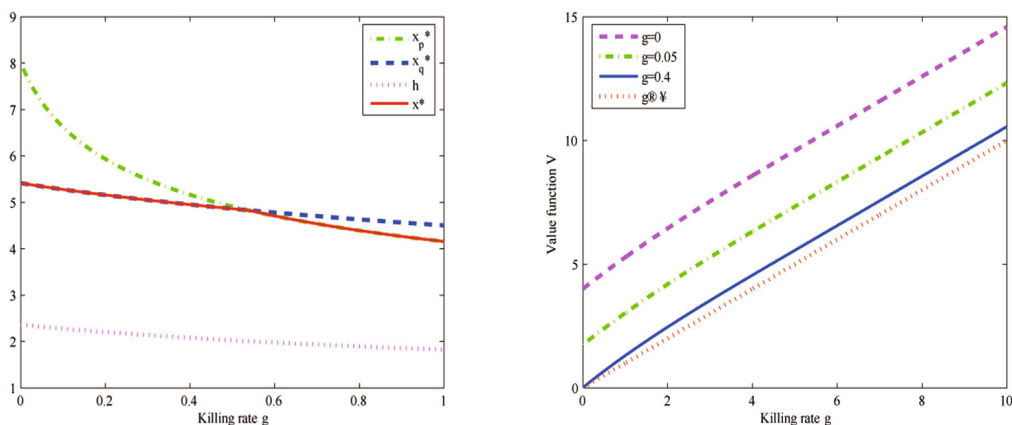 9
8
7
6
5
4
3
2
1
0
0.2
0.4
0.6
0.8
1
Killing rate g
x_p*
x_q*
h
x*
15
10
5
0
Value function V
0
2
4
6
8
10
Killing rate g
g=0
g=0.05
g=0.4
g® ¥